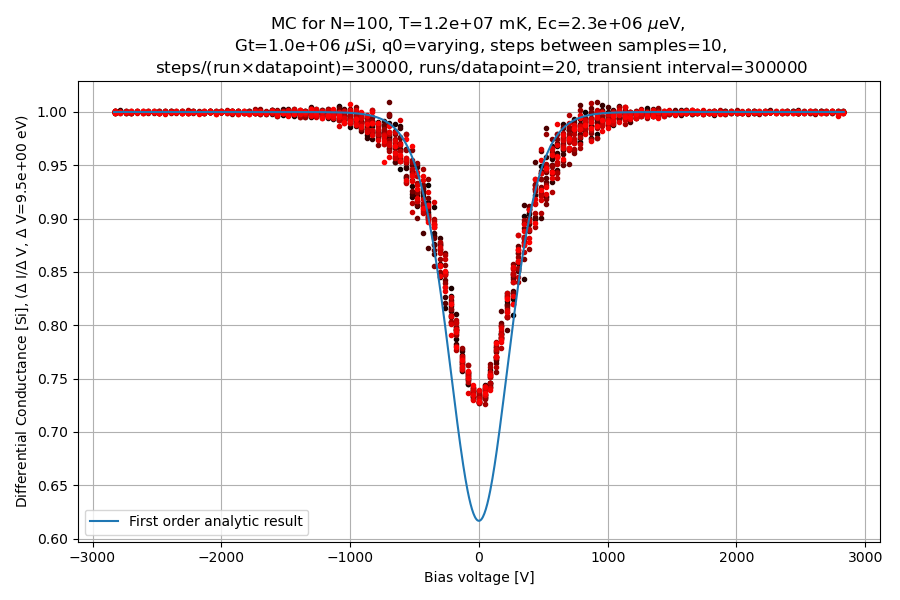 MC for N=100, T=1.2e+07 mK, Ec=2.3e+06 μeV,
Gt=1.0e+06 μSi, q0=varying, steps between samples=10,
steps/(run×datapoint)=30000, runs/datapoint=20, transient interval=300000
Differential Conductance [Si], (Δ I/Δ V, Δ V=9.5e+00 eV)
1.00
0.95
0.90
0.85
0.80
0.75
0.70
0.65
0.60
First order analytic result
−3000 −2000 −1000 0 1000 2000 3000
Bias voltage [V]